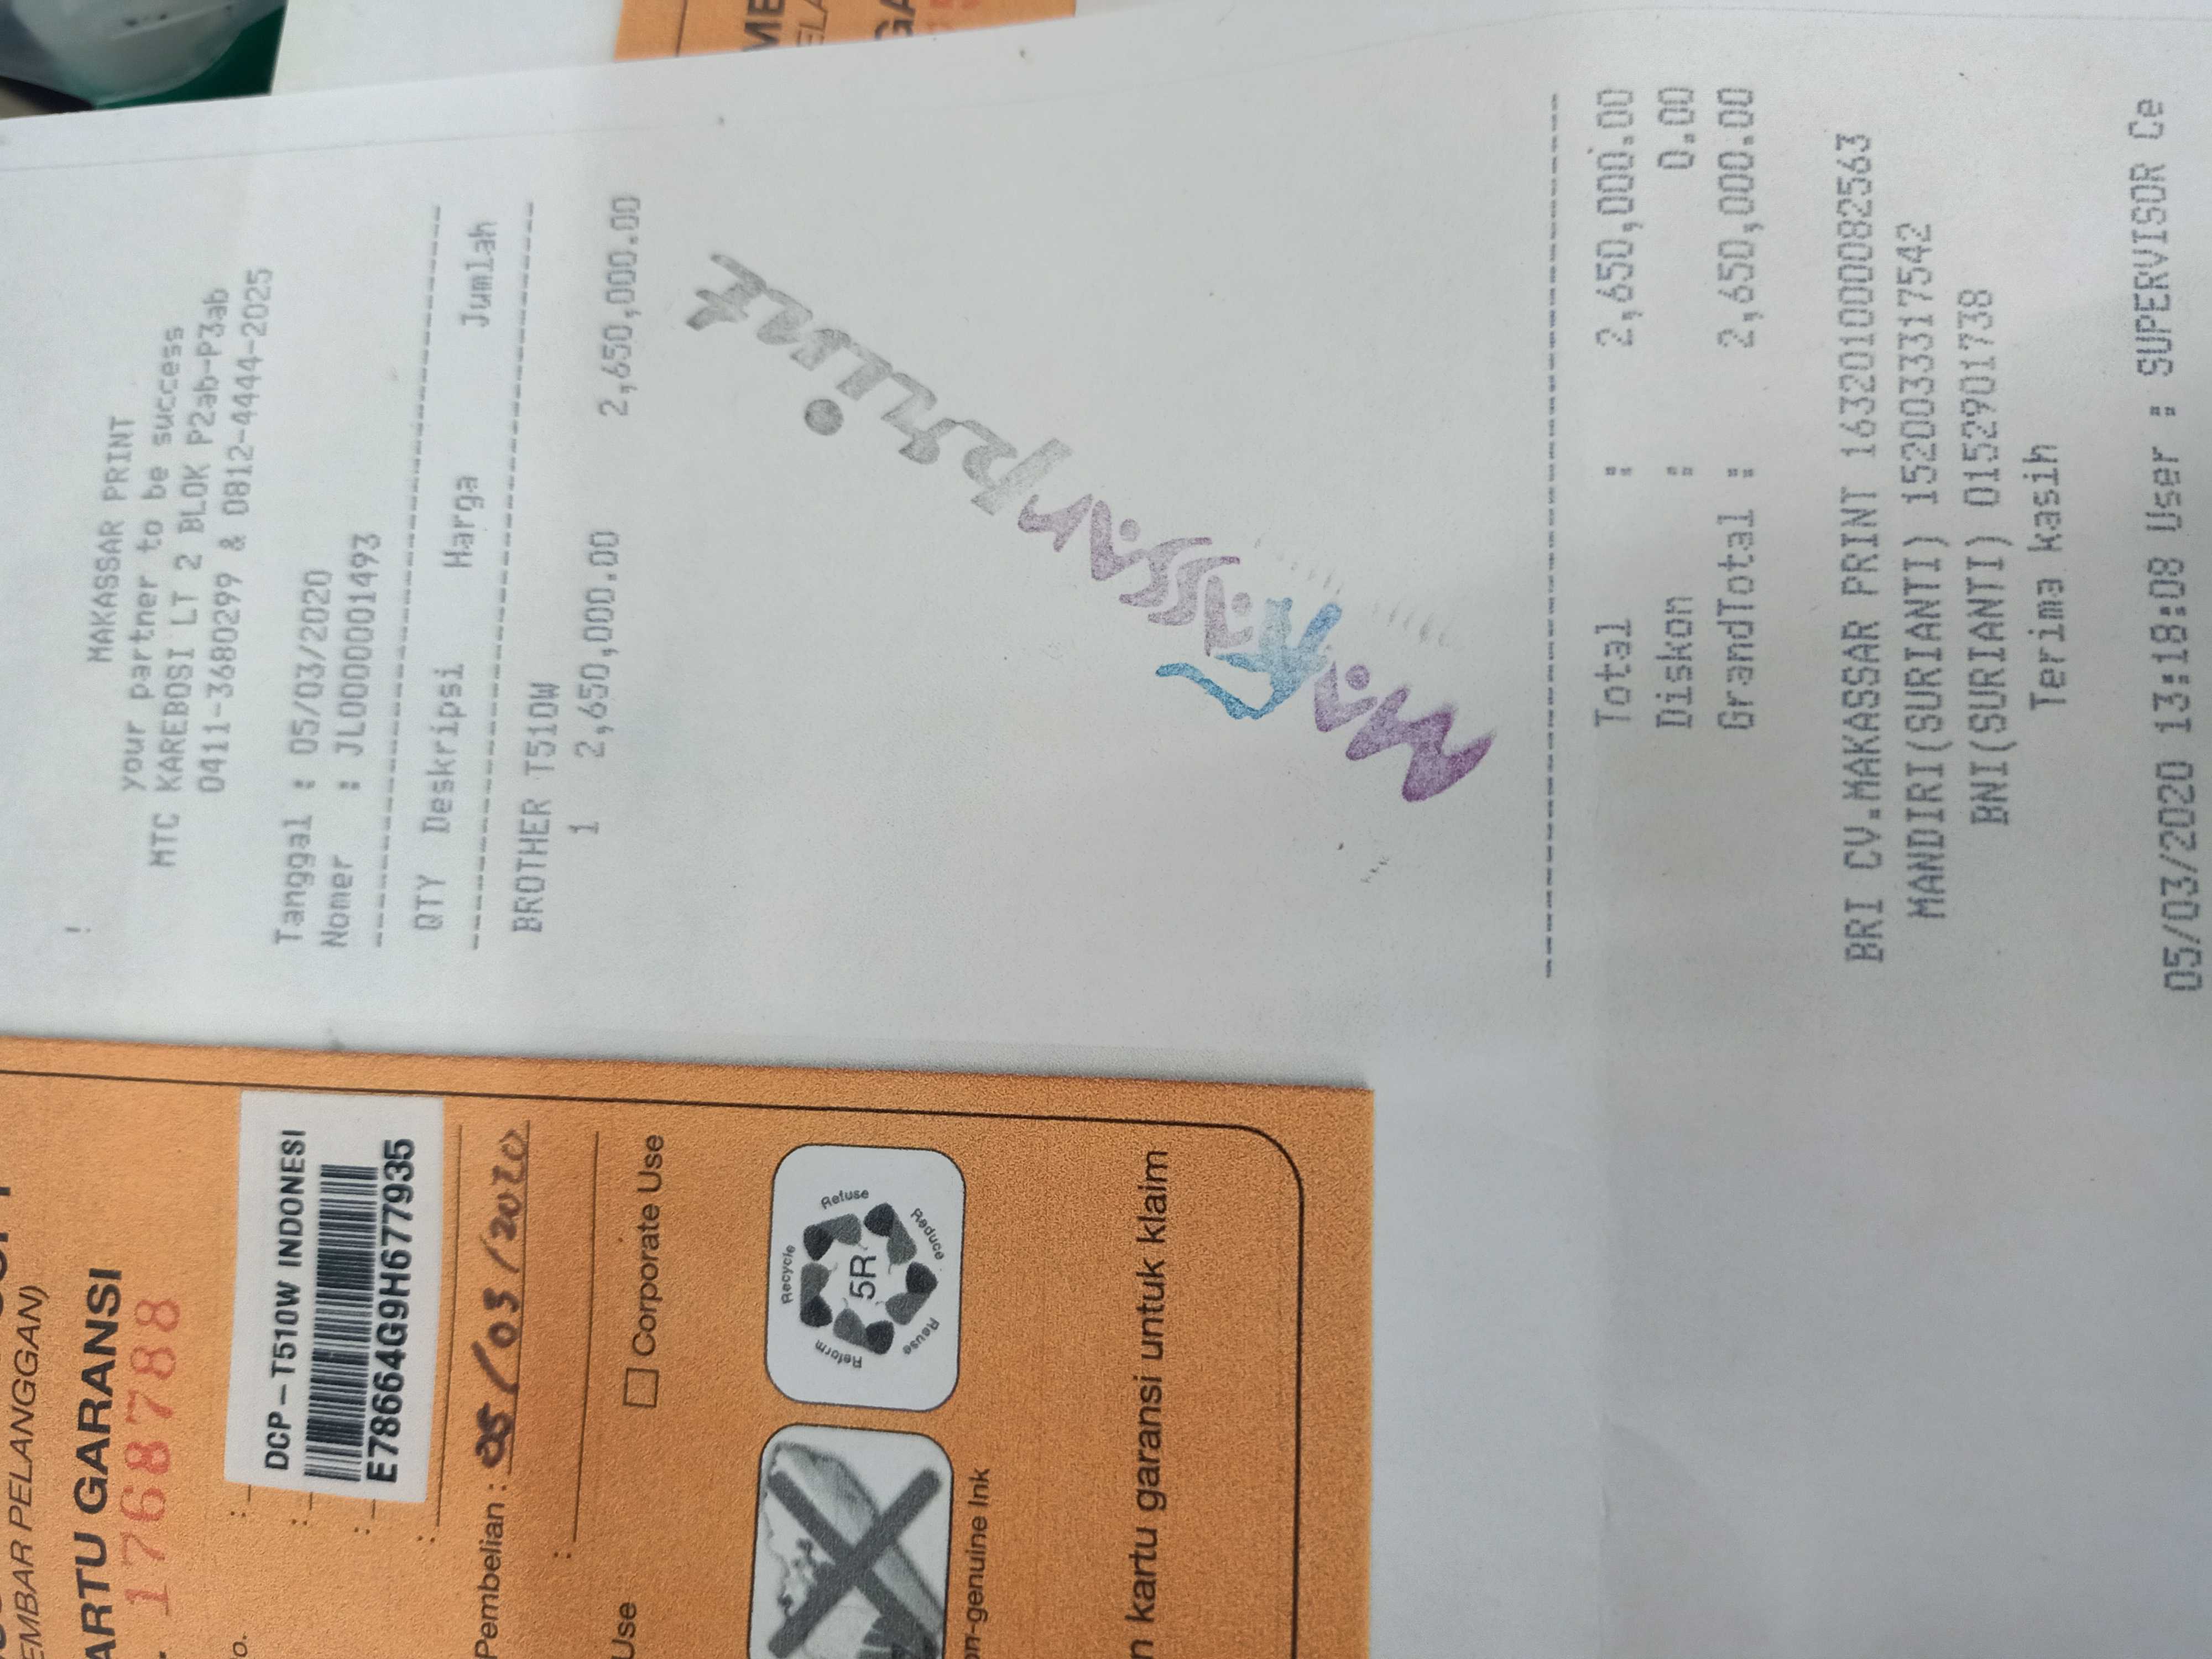 MAKASSAR PRINT
your partner to be success
MTC KAREBOSI LT 2 BLOK P2ab-P3ab
0411-3680299 & 0812-4444-2025
Tanggal : 05/03/2020
Nomer : JL0000001493
QTY Deskripsi Harga Jumlah
BROTHER T510W
1 2,650,000.00 2,650,000.00
MAKASSAR print
Total : 2,650,000.00
Diskon : 0.00
GrandTotal : 2,650,000.00
BRI CV.MAKASSAR PRINT 163201000082563
MANDIRI(SURIANTI) 1520033317542
BNI(SURIANTI) 0152901738
Terima kasih
05/03/2020 13:18:08 User : SUPERVISOR Ce
EMBAR PELANGGAN)
ARTU GARANSI
1768788
o.
DCP-T510W INDONESI
E78664G9H677935
Pembelian : 05/03/2020
Use
Corporate Use
5R
Refuse
Reduce
Reuse
Reform
Recycle
on-genuine Ink
n kartu garansi untuk klaim